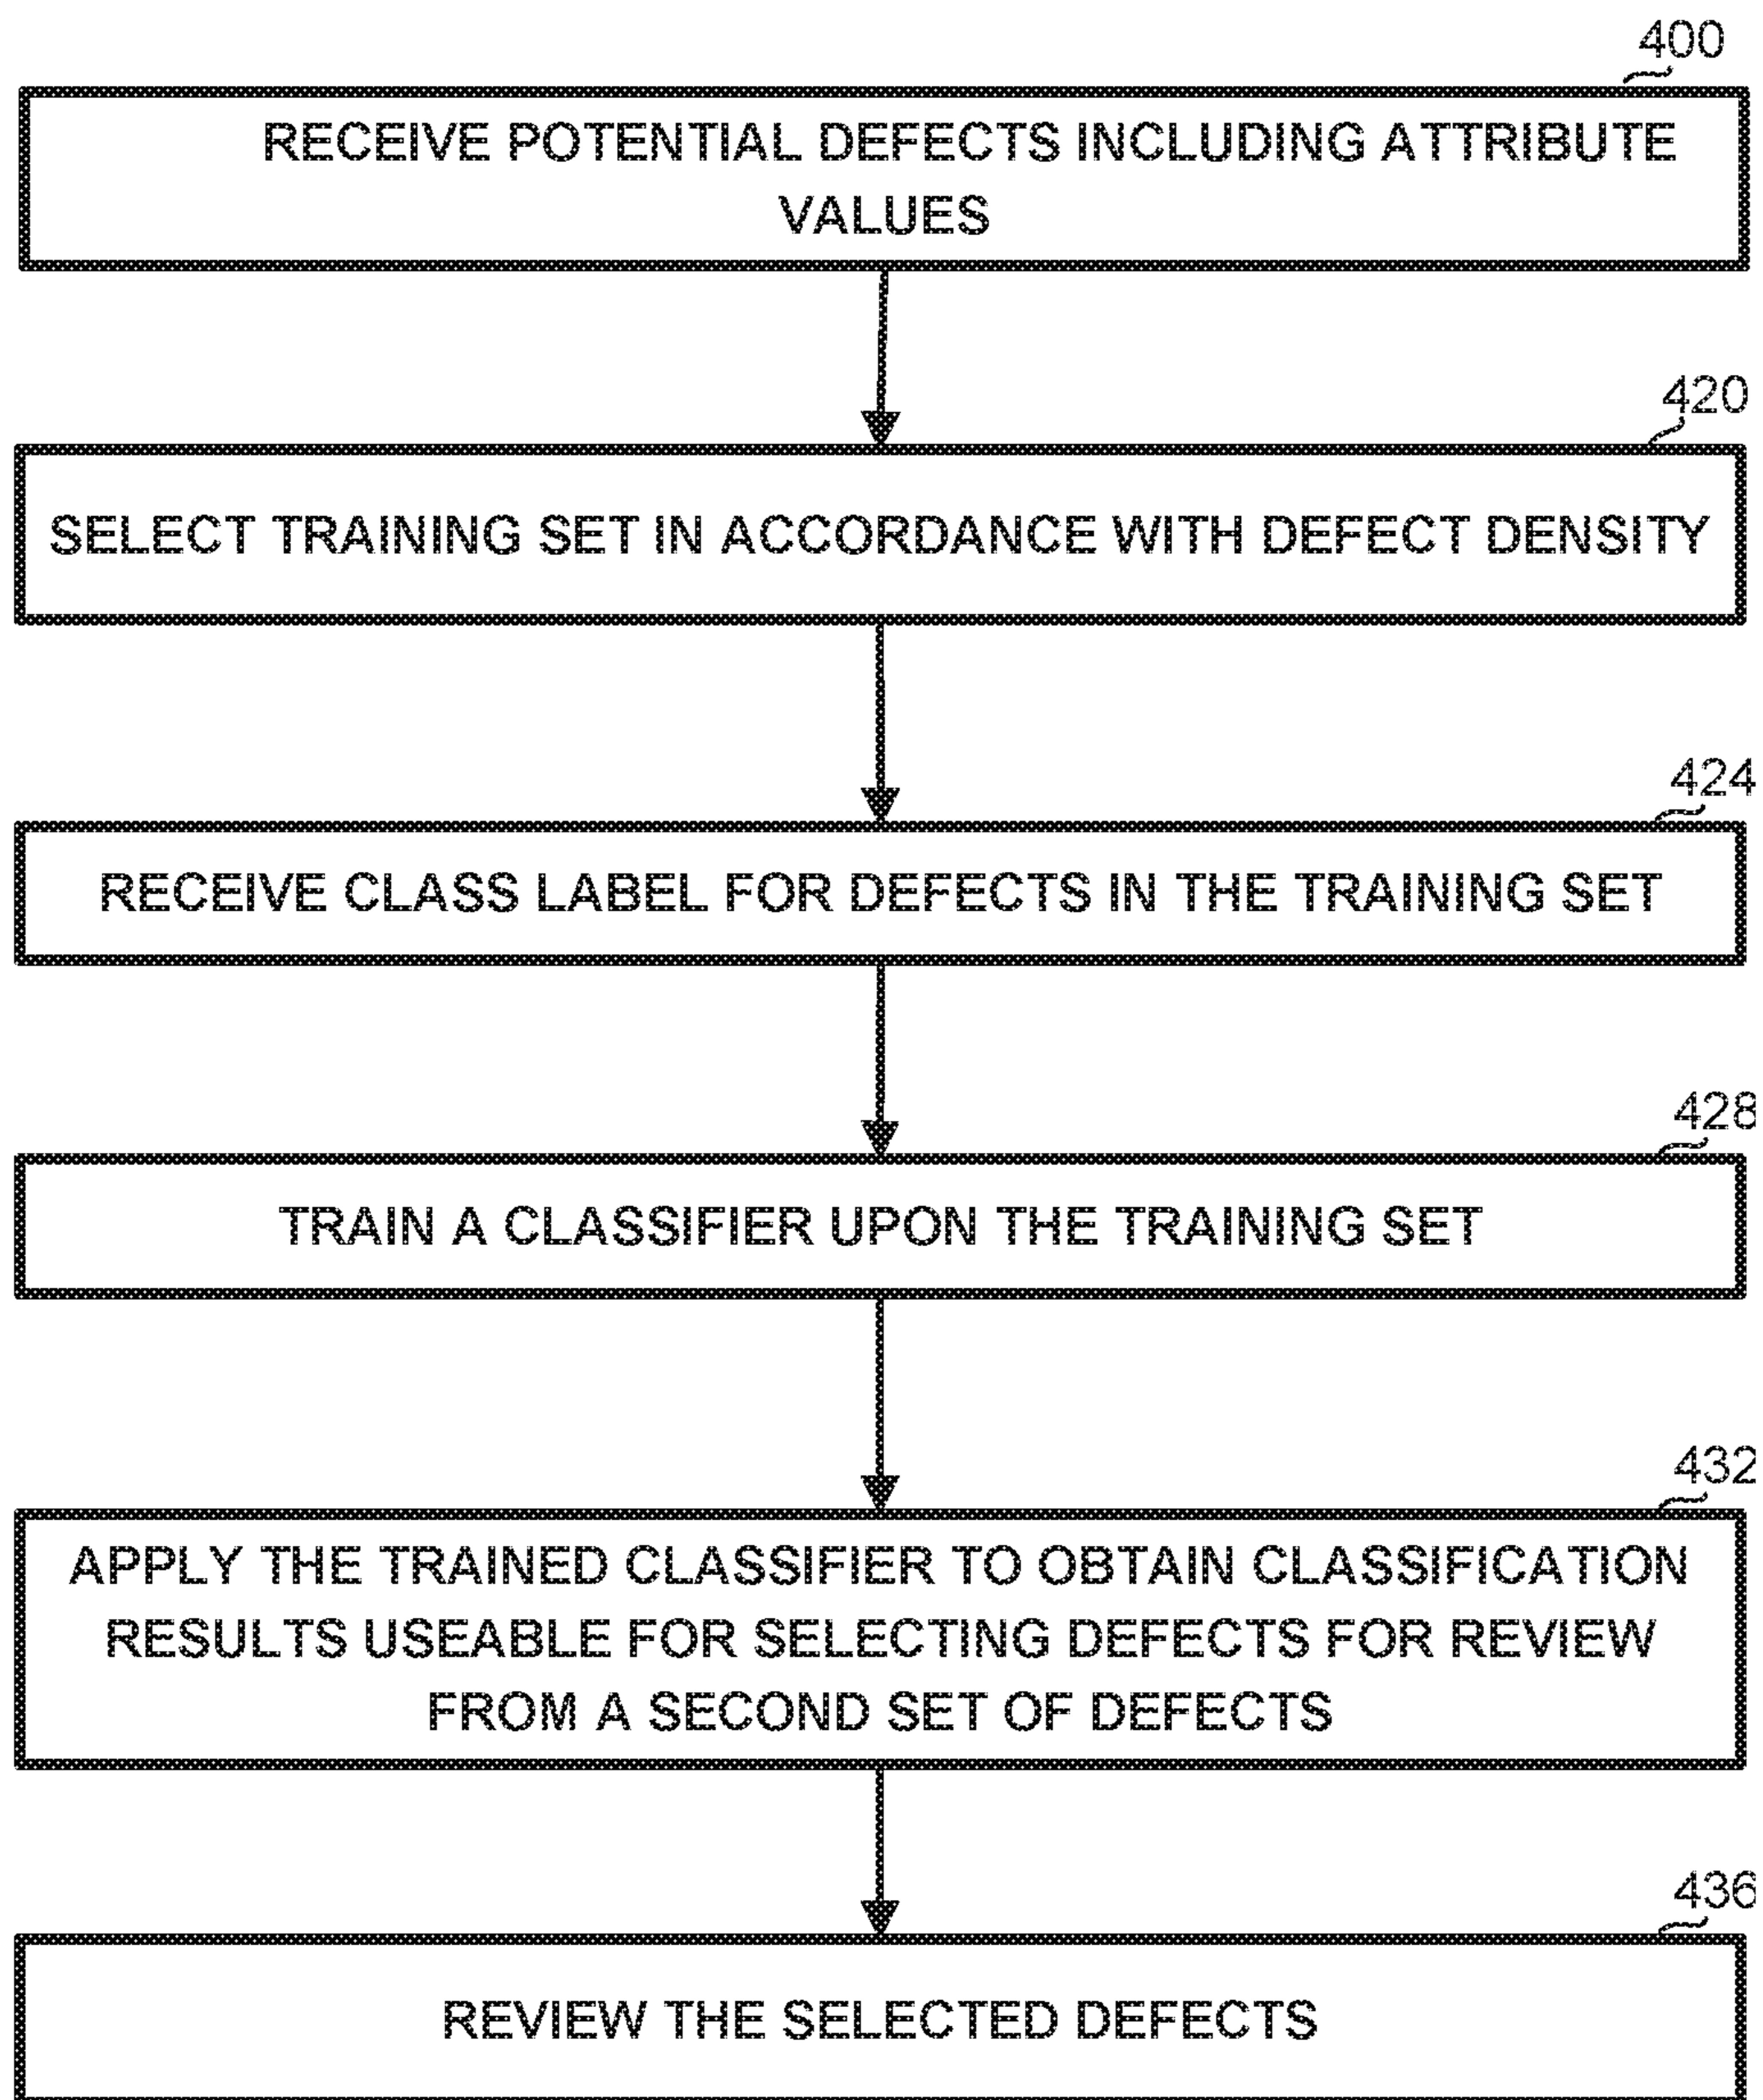 400
RECEIVE POTENTIAL DEFECTS INCLUDING ATTRIBUTE
VALUES
420
SELECT TRAINING SET IN ACCORDANCE WITH DEFECT DENSITY
424
RECEIVE CLASS LABEL FOR DEFECTS IN THE TRAINING SET
428
TRAIN A CLASSIFIER UPON THE TRAINING SET
432
APPLY THE TRAINED CLASSIFIER TO OBTAIN CLASSIFICATION
RESULTS USEABLE FOR SELECTING DEFECTS FOR REVIEW
FROM A SECOND SET OF DEFECTS
436
REVIEW THE SELECTED DEFECTS